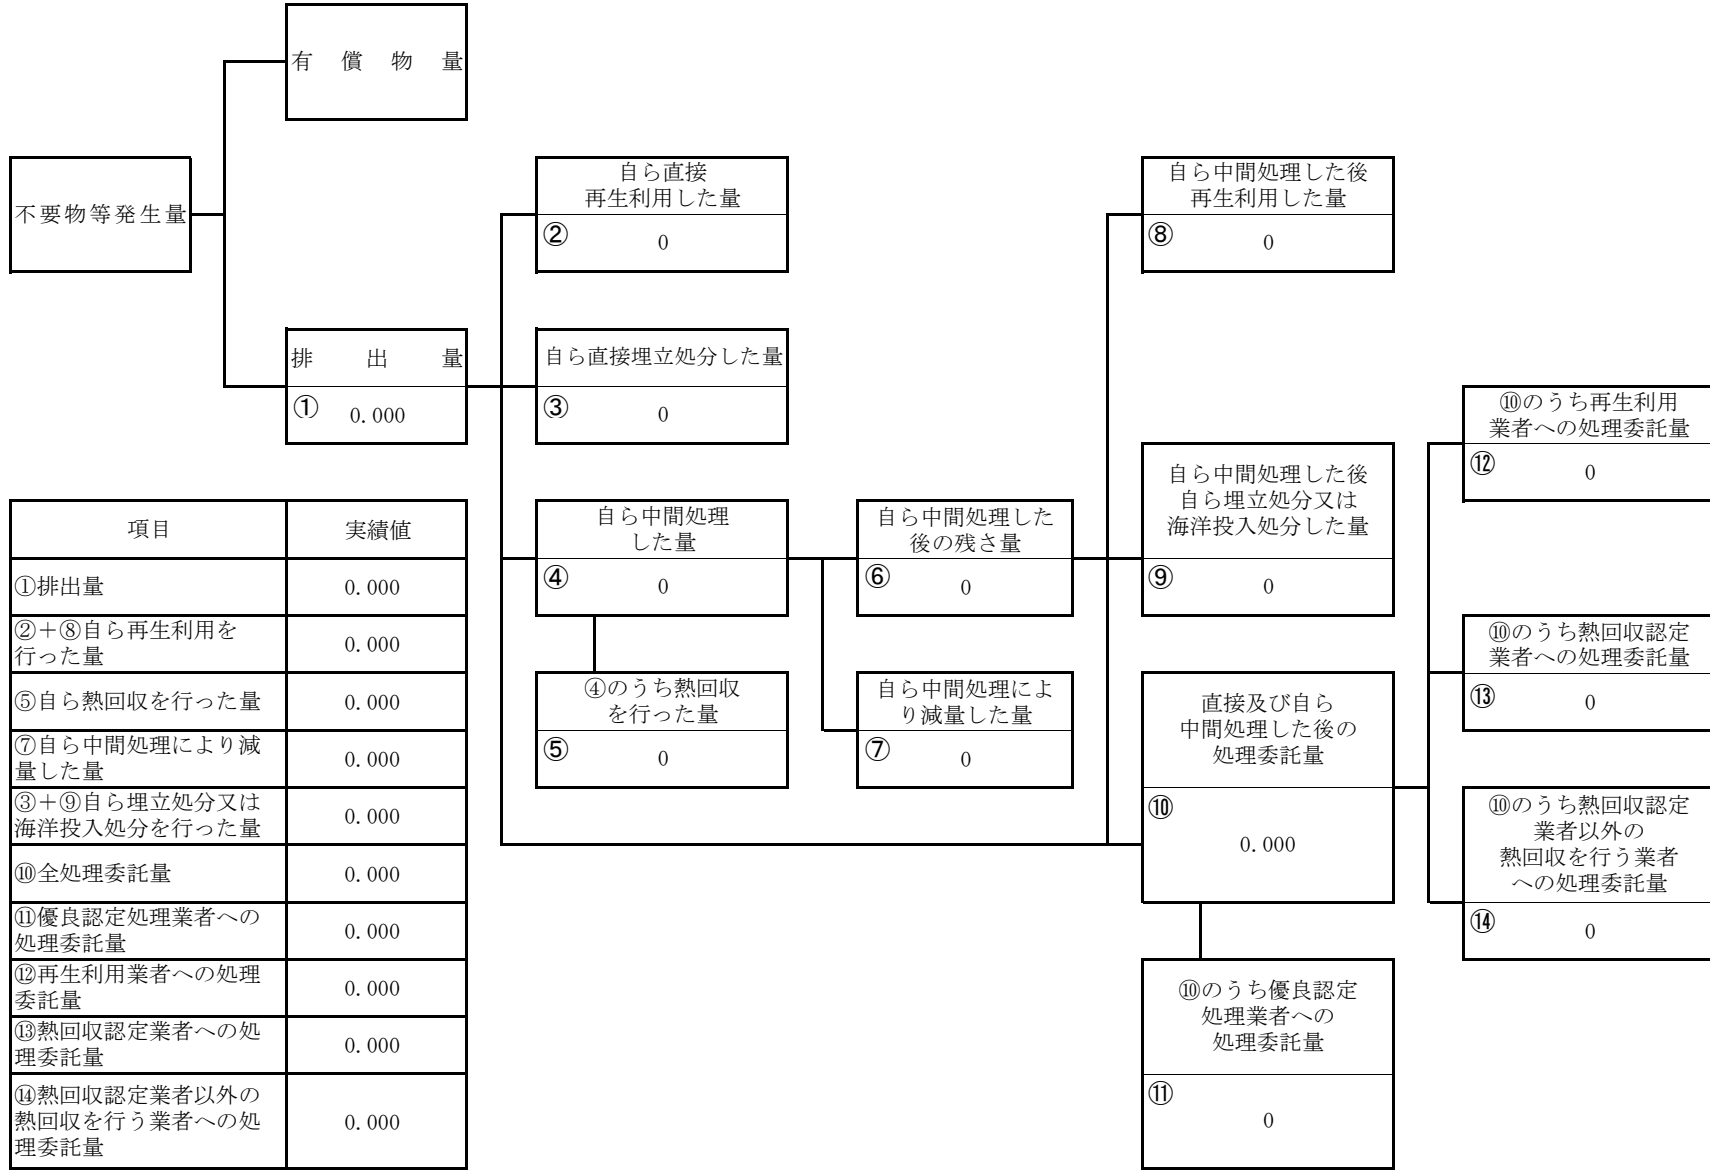 有償物量
不要物等発生量
排出量
①
0.000
自ら直接
再生利用した量
②
0
自ら直接埋立処分した量
③
0
自ら中間処理
した量
④
0
④のうち熱回収
を行った量
⑤
0
自ら中間処理した
後の残さ量
⑥
0
自ら中間処理によ
り減量した量
⑦
0
自ら中間処理した後
再生利用した量
⑧
0
自ら中間処理した後
自ら埋立処分又は
海洋投入処分した量
⑨
0
直接及び自ら
中間処理した後の
処理委託量
⑩
0.000
⑩のうち優良認定
処理業者への
処理委託量
⑪
0
⑩のうち再生利用
業者への処理委託量
⑫
0
⑩のうち熱回収認定
業者への処理委託量
⑬
0
⑩のうち熱回収認定
業者以外の
熱回収を行う業者
への処理委託量
⑭
0
項目 実績値
①排出量 0.000
②+⑧自ら再生利用を
行った量 0.000
⑤自ら熱回収を行った量 0.000
⑦自ら中間処理により減
量した量 0.000
③+⑨自ら埋立処分又は
海洋投入処分を行った量 0.000
⑩全処理委託量 0.000
⑪優良認定処理業者への
処理委託量 0.000
⑫再生利用業者への処理
委託量 0.000
⑬熱回収認定業者への処
理委託量 0.000
⑭熱回収認定業者以外の
熱回収を行う業者への処
理委託量 0.000